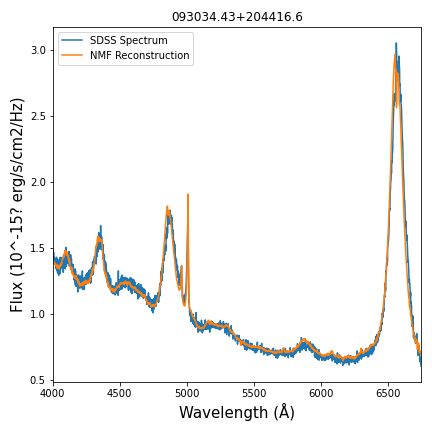 093034.43+204416.6
SDSS Spectrum
NMF Reconstruction
Flux (10^-15? erg/s/cm2/Hz)
3.0
2.5
2.0
1.5
1.0
0.5
4000 4500 5000 5500 6000 6500
Wavelength (Å)